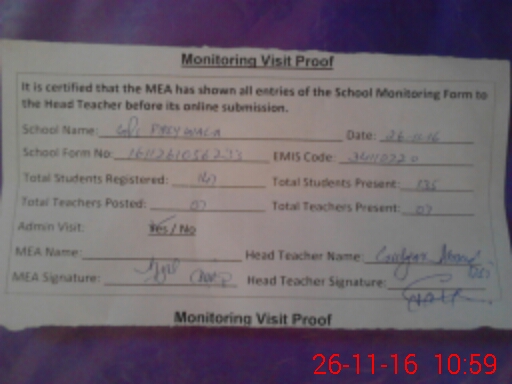 Monitoring Visit Proof
It is certified that the MEA has shown all entries of the School Monitoring Form to
the Head Teacher before its online submission.
School Name: Date: 26-11-16
School Form No: EMIS Code:
Total Students Registered: Total Students Present: 135
Total Teachers Posted: 07 Total Teachers Present: 07
Admin Visit: Yes / No
MEA Name: Head Teacher Name:
MEA Signature: Head Teacher Signature:
Monitoring Visit Proof
26-11-16 10:59